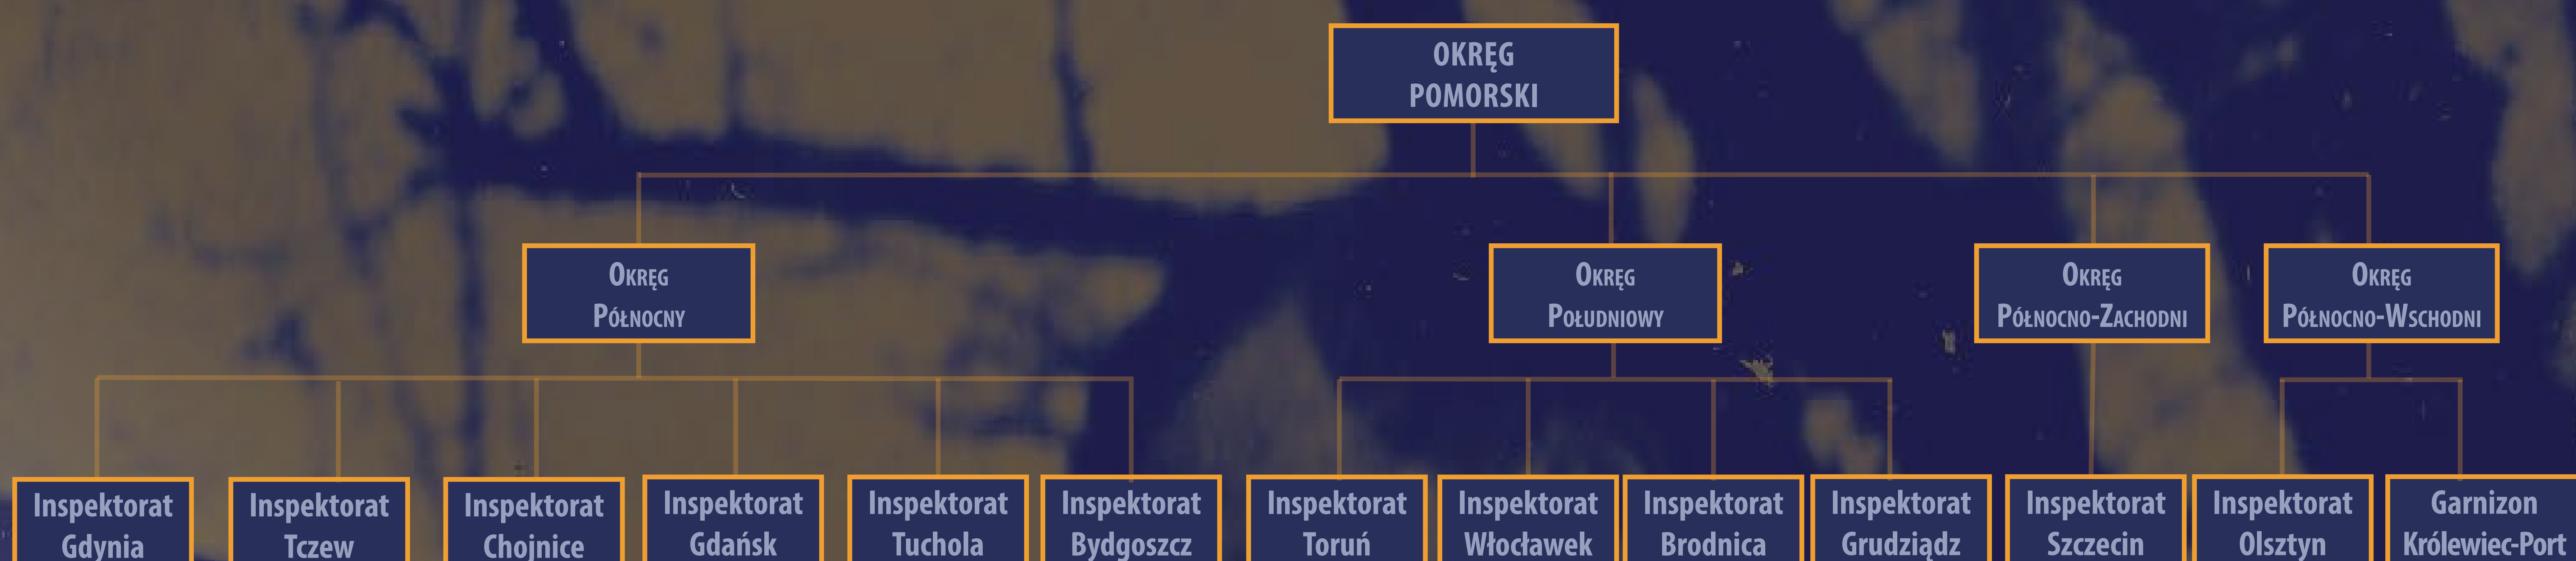 OKRĘG
POMORSKI
Okręg
Północny
Okręg
Południowy
Okręg
Północno-Zachodni
Okręg
Północno-Wschodni
Inspektorat
Gdynia
Inspektorat
Tczew
Inspektorat
Chojnice
Inspektorat
Gdańsk
Inspektorat
Tuchola
Inspektorat
Bydgoszcz
Inspektorat
Toruń
Inspektorat
Włocławek
Inspektorat
Brodnica
Inspektorat
Grudziądz
Inspektorat
Szczecin
Inspektorat
Olsztyn
Garnizon
Królewiec-Port